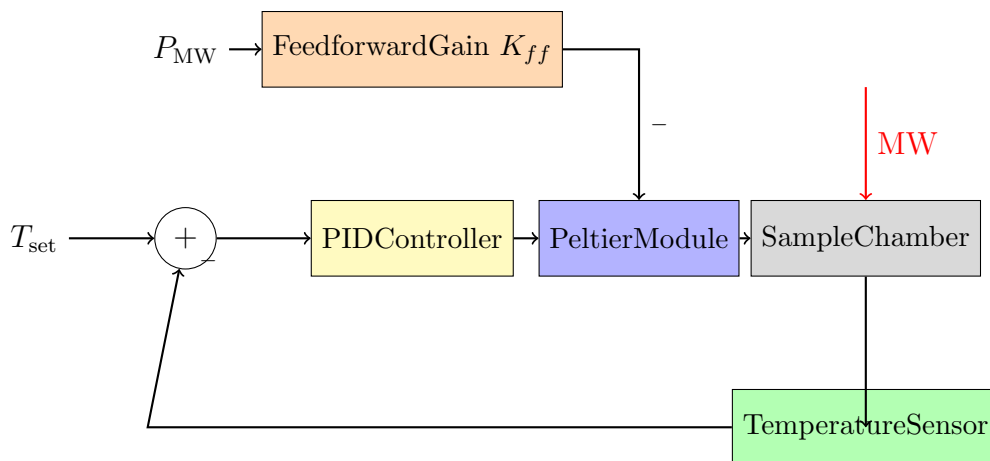 P_MW
FeedforwardGain K_ff
−
MW
T_set
+
−
PIDController
PeltierModule
SampleChamber
TemperatureSensor